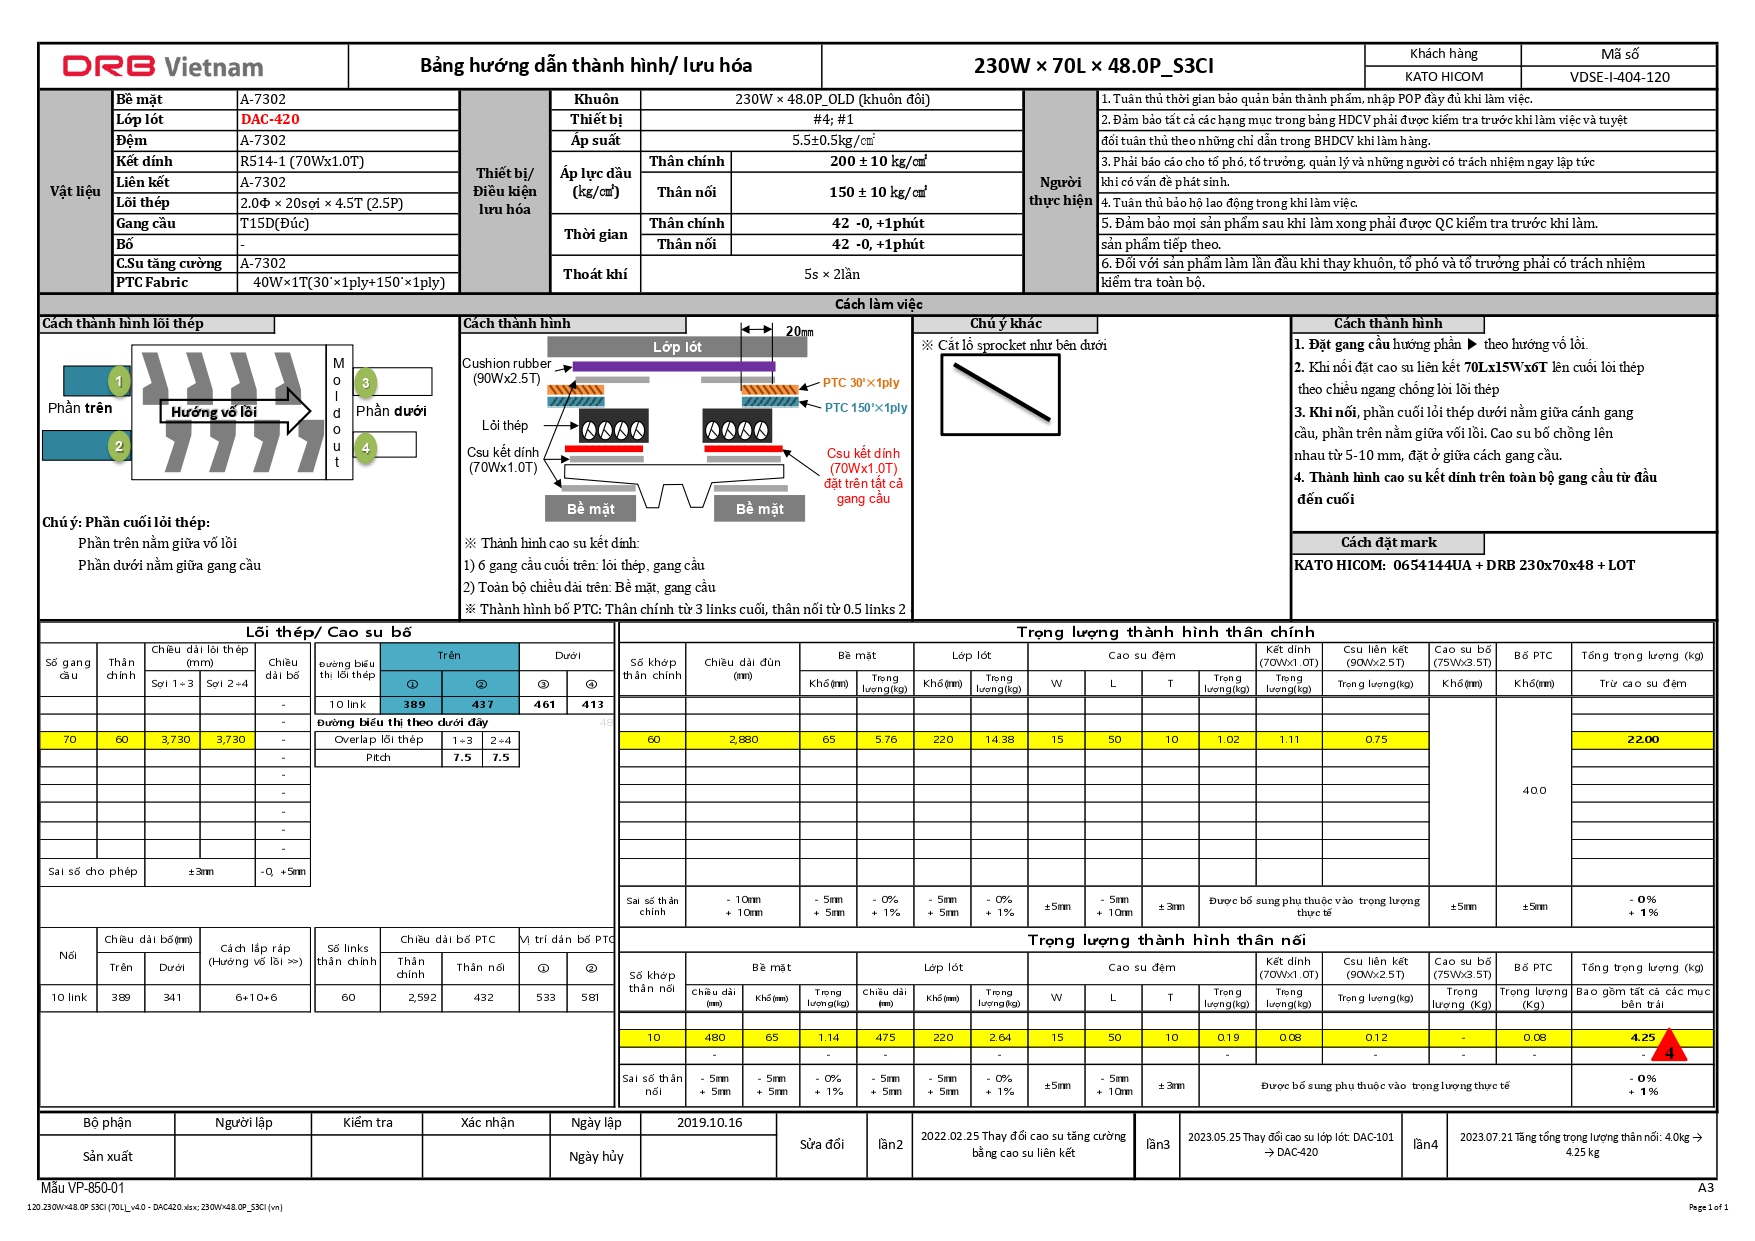 DRB Vietnam
Bảng hướng dẫn thành hình/ lưu hóa
230W × 70L × 48.0P_S3CI
Khách hàng
Mã số
KATO HICOM
VDSE-I-404-120
Vật liệu
Bề mặt A-7302
Lớp lót DAC-420
Đệm A-7302
Kết dính R514-1 (70Wx1.0T)
Liên kết A-7302
Lõi thép 2.0Φ × 20sợi × 4.5T (2.5P)
Gang cầu T15D(Đúc)
Bố -
C.Su tăng cường A-7302
PTC Fabric 40W×1T(30˚×1ply+150˚×1ply)
Thiết bị/
Điều kiện
lưu hóa
Khuôn 230W × 48.0P_OLD (khuôn đôi)
Thiết bị #4; #1
Áp suất 5.5±0.5kg/㎠
Áp lực dầu
(kg/㎠)
Thân chính 200 ± 10 kg/㎠
Thân nối 150 ± 10 kg/㎠
Thời gian
Thân chính 42 -0, +1phút
Thân nối 42 -0, +1phút
Thoát khí 5s × 2lần
Người
thực hiện
1. Tuân thủ thời gian bảo quản bán thành phẩm, nhập POP đầy đủ khi làm việc.
2. Đảm bảo tất cả các hạng mục trong bảng HDCV phải được kiểm tra trước khi làm việc và tuyệt
đối tuân thủ theo những chỉ dẫn trong BHDCV khi làm hàng.
3. Phải báo cáo cho tổ phó, tổ trưởng, quản lý và những người có trách nhiệm ngay lập tức
khi có vấn đề phát sinh.
4. Tuân thủ bảo hộ lao động trong khi làm việc.
5. Đảm bảo mọi sản phẩm sau khi làm xong phải được QC kiểm tra trước khi làm.
sản phẩm tiếp theo.
6. Đối với sản phẩm làm lần đầu khi thay khuôn, tổ phó và tổ trưởng phải có trách nhiệm
kiểm tra toàn bộ.
Cách làm việc
Cách thành hình lõi thép
1
2
3
4
Phần trên
Hướng vố lồi
Moldout
Phần dưới
Chú ý: Phần cuối lỏi thép:
Phần trên nằm giữa vố lồi
Phần dưới nằm giữa gang cầu
Cách thành hình
20mm
Lớp lót
Cushion rubber
(90Wx2.5T)
PTC 30°×1ply
PTC 150°×1ply
Lỏi thép
Csu kết dính
(70Wx1.0T)
Csu kết dính
(70Wx1.0T)
đặt trên tất cả
gang cầu
Bề mặt
Bề mặt
※ Thành hình cao su kết dính:
1) 6 gang cầu cuối trên: lỏi thép, gang cầu
2) Toàn bộ chiều dài trên: Bề mặt, gang cầu
※ Thành hình bố PTC: Thân chính từ 3 links cuối, thân nối từ 0.5 links 2
Chú ý khác
※ Cắt lổ sprocket như bên dưới
Cách thành hình
1. Đặt gang cầu hướng phần ▶ theo hướng vố lồi.
2. Khi nối đặt cao su liên kết 70Lx15Wx6T lên cuối lỏi thép
theo chiều ngang chống lòi lỏi thép
3. Khi nối, phần cuối lỏi thép dưới nằm giữa cánh gang
cầu, phần trên nằm giữa vối lồi. Cao su bố chồng lên
nhau từ 5-10 mm, đặt ở giữa cách gang cầu.
4. Thành hình cao su kết dính trên toàn bộ gang cầu từ đầu
đến cuối
Cách đặt mark
KATO HICOM: 0654144UA + DRB 230x70x48 + LOT
Lõi thép/ Cao su bố
Số gang cầu
Thân chính
Chiều dài lỏi thép (mm)
Sợi 1÷3 Sợi 2÷4
Chiều dài bố
-
-
70 60 3,730 3,730 -
-
-
-
-
-
-
Sai số cho phép ±3mm -0, +5mm
Đường biểu thị lõi thép
Trên Dưới
① ② ③ ④
10 link 389 437 461 413
Đường biểu thị theo dưới đây
48
Overlap lõi thép 1÷3 2÷4
Pitch 7.5 7.5
Nối
Chiều dài bố(mm)
Trên Dưới
Cách lắp ráp
(Hướng vố lồi >>)
10 link 389 341 6+10+6
Số links thân chính
Chiều dài bố PTC
Thân chính Thân nối
Vị trí dán bố PTC
① ②
60 2,592 432 533 581
Trọng lượng thành hình thân chính
Số khớp thân chính
Chiều dài đùn (mm)
Bề mặt Lớp lót Cao su đệm
Kết dính (70Wx1.0T)
Csu liên kết (90Wx2.5T)
Cao su bố (75Wx3.5T)
Bố PTC
Tổng trọng lượng (kg)
Khổ(mm) Trọng lượng(kg) Khổ(mm) Trọng lượng(kg) W L T Trọng lượng(kg) Trọng lượng(kg) Trọng lượng(kg) Khổ(mm) Khổ(mm) Trừ cao su đệm
60 2,880 65 5.76 220 14.38 15 50 10 1.02 1.11 0.75 22.00
40.0
Sai số thân chính
- 10mm + 10mm
- 5mm + 5mm
- 0% + 1%
- 5mm + 5mm
- 0% + 1%
±5mm
- 5mm + 10mm
±3mm
Được bổ sung phụ thuộc vào trọng lượng thực tế
±5mm ±5mm
- 0% + 1%
Trọng lượng thành hình thân nối
Số khớp thân nối
Bề mặt Lớp lót Cao su đệm
Kết dính (70Wx1.0T)
Csu liên kết (90Wx2.5T)
Cao su bố (75Wx3.5T)
Bố PTC
Tổng trọng lượng (kg)
Chiều dài (mm) Khổ(mm) Trọng lượng(kg) Chiều dài (mm) Khổ(mm) Trọng lượng(kg) W L T Trọng lượng(kg) Trọng lượng(kg) Trọng lượng(kg) Trọng lượng (Kg) Trọng lượng (Kg) Bao gồm tất cả các mục bên trái
10 480 65 1.14 475 220 2.64 15 50 10 0.19 0.08 0.12 - 0.08 4.25
- - - - - - - - -
4
Sai số thân nối
- 5mm + 5mm
- 5mm + 5mm
- 0% + 1%
- 5mm + 5mm
- 5mm + 5mm
- 0% + 1%
±5mm
- 5mm + 10mm
±3mm
Được bổ sung phụ thuộc vào trọng lượng thực tế
- 0% + 1%
Bộ phận Người lập Kiểm tra Xác nhận Ngày lập 2019.10.16
Sản xuất Ngày hủy
Sửa đổi
lần2
2022.02.25 Thay đổi cao su tăng cường
bằng cao su liên kết
lần3
2023.05.25 Thay đổi cao su lớp lót: DAC-101
→ DAC-420
lần4
2023.07.21 Tăng tổng trọng lượng thân nối: 4.0kg →
4.25 kg
Mẫu VP-850-01
A3
120.230W×48.0P S3CI (70L)_v4.0 - DAC420.xlsx; 230W×48.0P_S3CI (vn)
Page 1 of 1